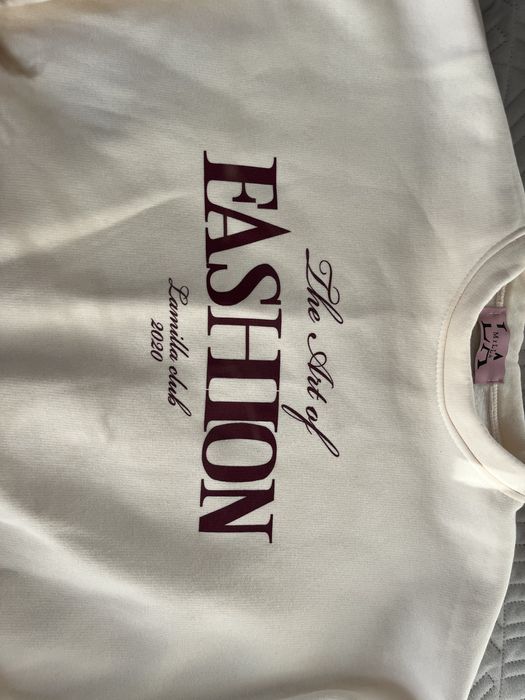 The Art of
FASHION
Lamilla club
2020